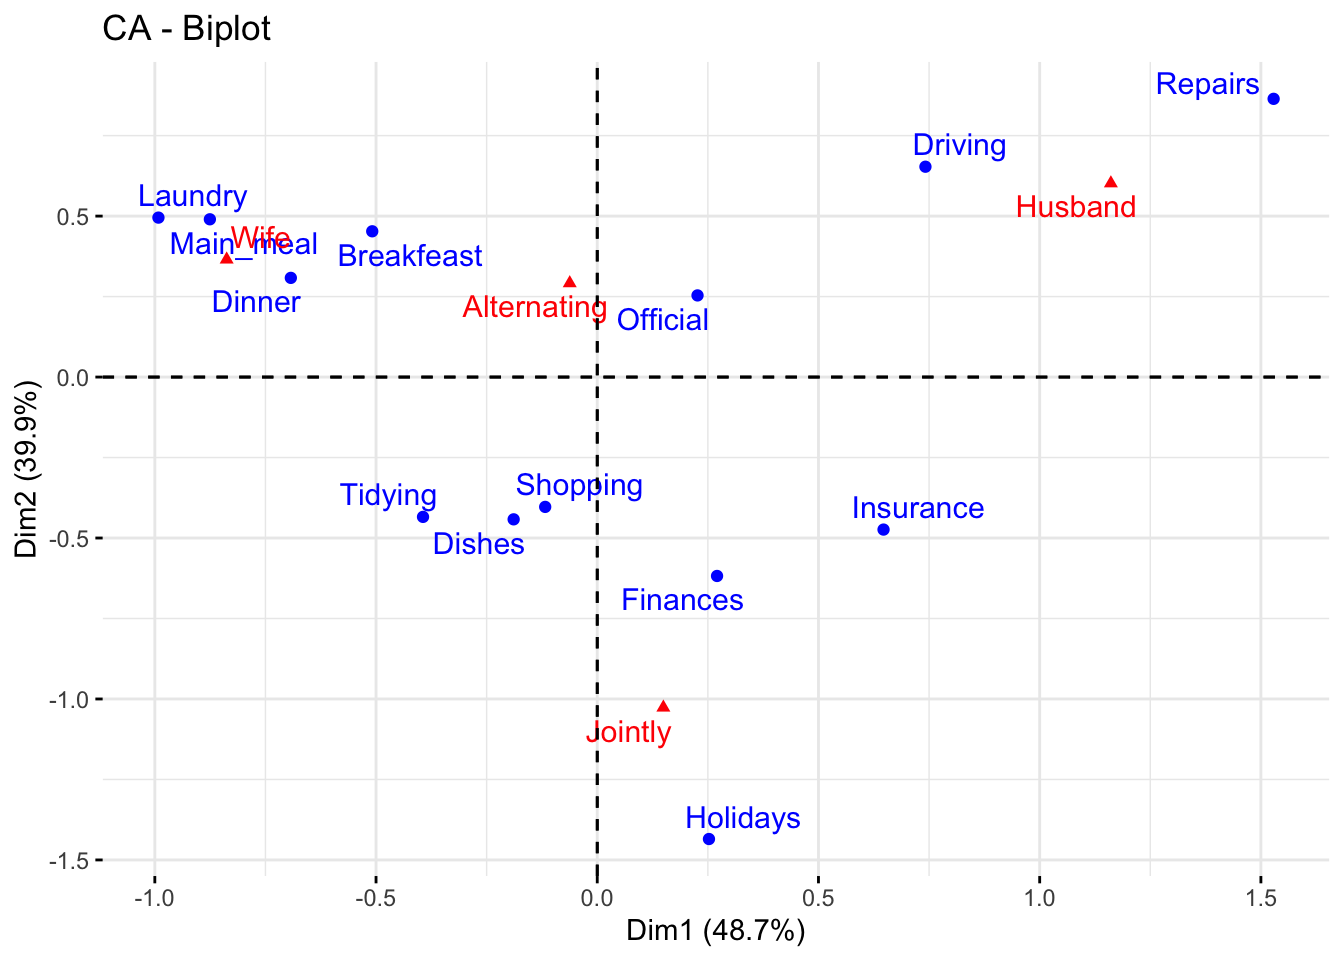 CA - Biplot
Repairs
Driving
Husband
Laundry
Wife
Main_meal
Breakfeast
Dinner
Alternating
Official
Tidying
Shopping
Dishes
Insurance
Finances
Jointly
Holidays
0.5
0.0
-0.5
-1.0
-1.5
Dim2 (39.9%)
-1.0 -0.5 0.0 0.5 1.0 1.5
Dim1 (48.7%)